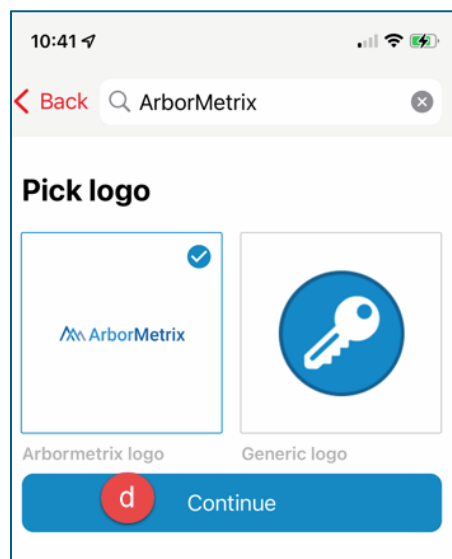 10:41
Back ArborMetrix
Pick logo
ArborMetrix
Arbormetrix logo Generic logo
d Continue